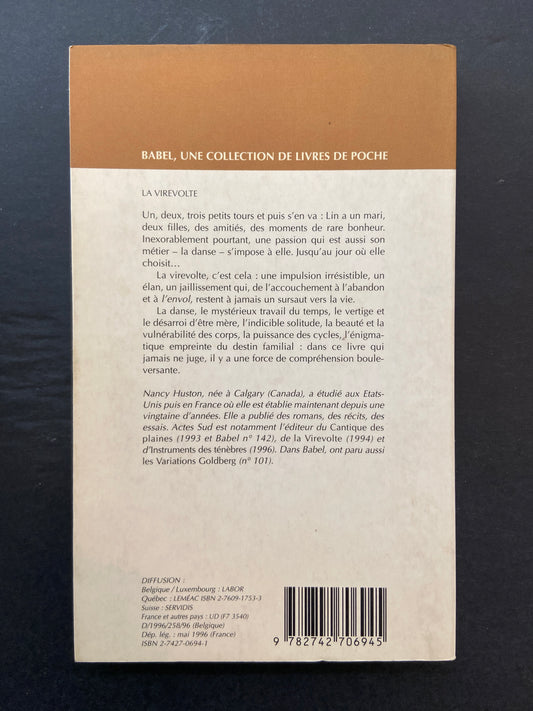 BABEL, UNE COLLECTION DE LIVRES DE POCHE
LA VIREVOLTE
Un, deux, trois petits tours et puis s'en va : Lin a un mari,
deux filles, des amitiés, des moments de rare bonheur.
Inexorablement pourtant, une passion qui est aussi son
métier – la danse – s'impose à elle. Jusqu'au jour où elle
choisit…
La virevolte, c'est cela : une impulsion irrésistible, un
élan, un jaillissement qui, de l'accouchement à l'abandon
et à l'envol, restent à jamais un sursaut vers la vie.
La danse, le mystérieux travail du temps, le vertige et
le désarroi d'être mère, l'indicible solitude, la beauté et la
vulnérabilité des corps, la puissance des cycles, l'énigma-
tique empreinte du destin familial : dans ce livre qui
jamais ne juge, il y a une force de compréhension boule-
versante.
Nancy Huston, née à Calgary (Canada), a étudié aux Etats-
Unis puis en France où elle est établie maintenant depuis une
vingtaine d'années. Elle a publié des romans, des récits, des
essais. Actes Sud est notamment l'éditeur du Cantique des
plaines (1993 et Babel n° 142), de la Virevolte (1994) et
d'Instruments des ténèbres (1996). Dans Babel, ont paru aussi
les Variations Goldberg (n° 101).
DIFFUSION :
Belgique / Luxembourg : LABOR
Québec : LEMÉAC ISBN 2-7609-1753-3
Suisse : SERVIDIS
France et autres pays : UD (F7 3540)
D/1996/258/96 (Belgique)
Dép. lég. : mai 1996 (France)
ISBN 2-7427-0694-1
9 782742 706945